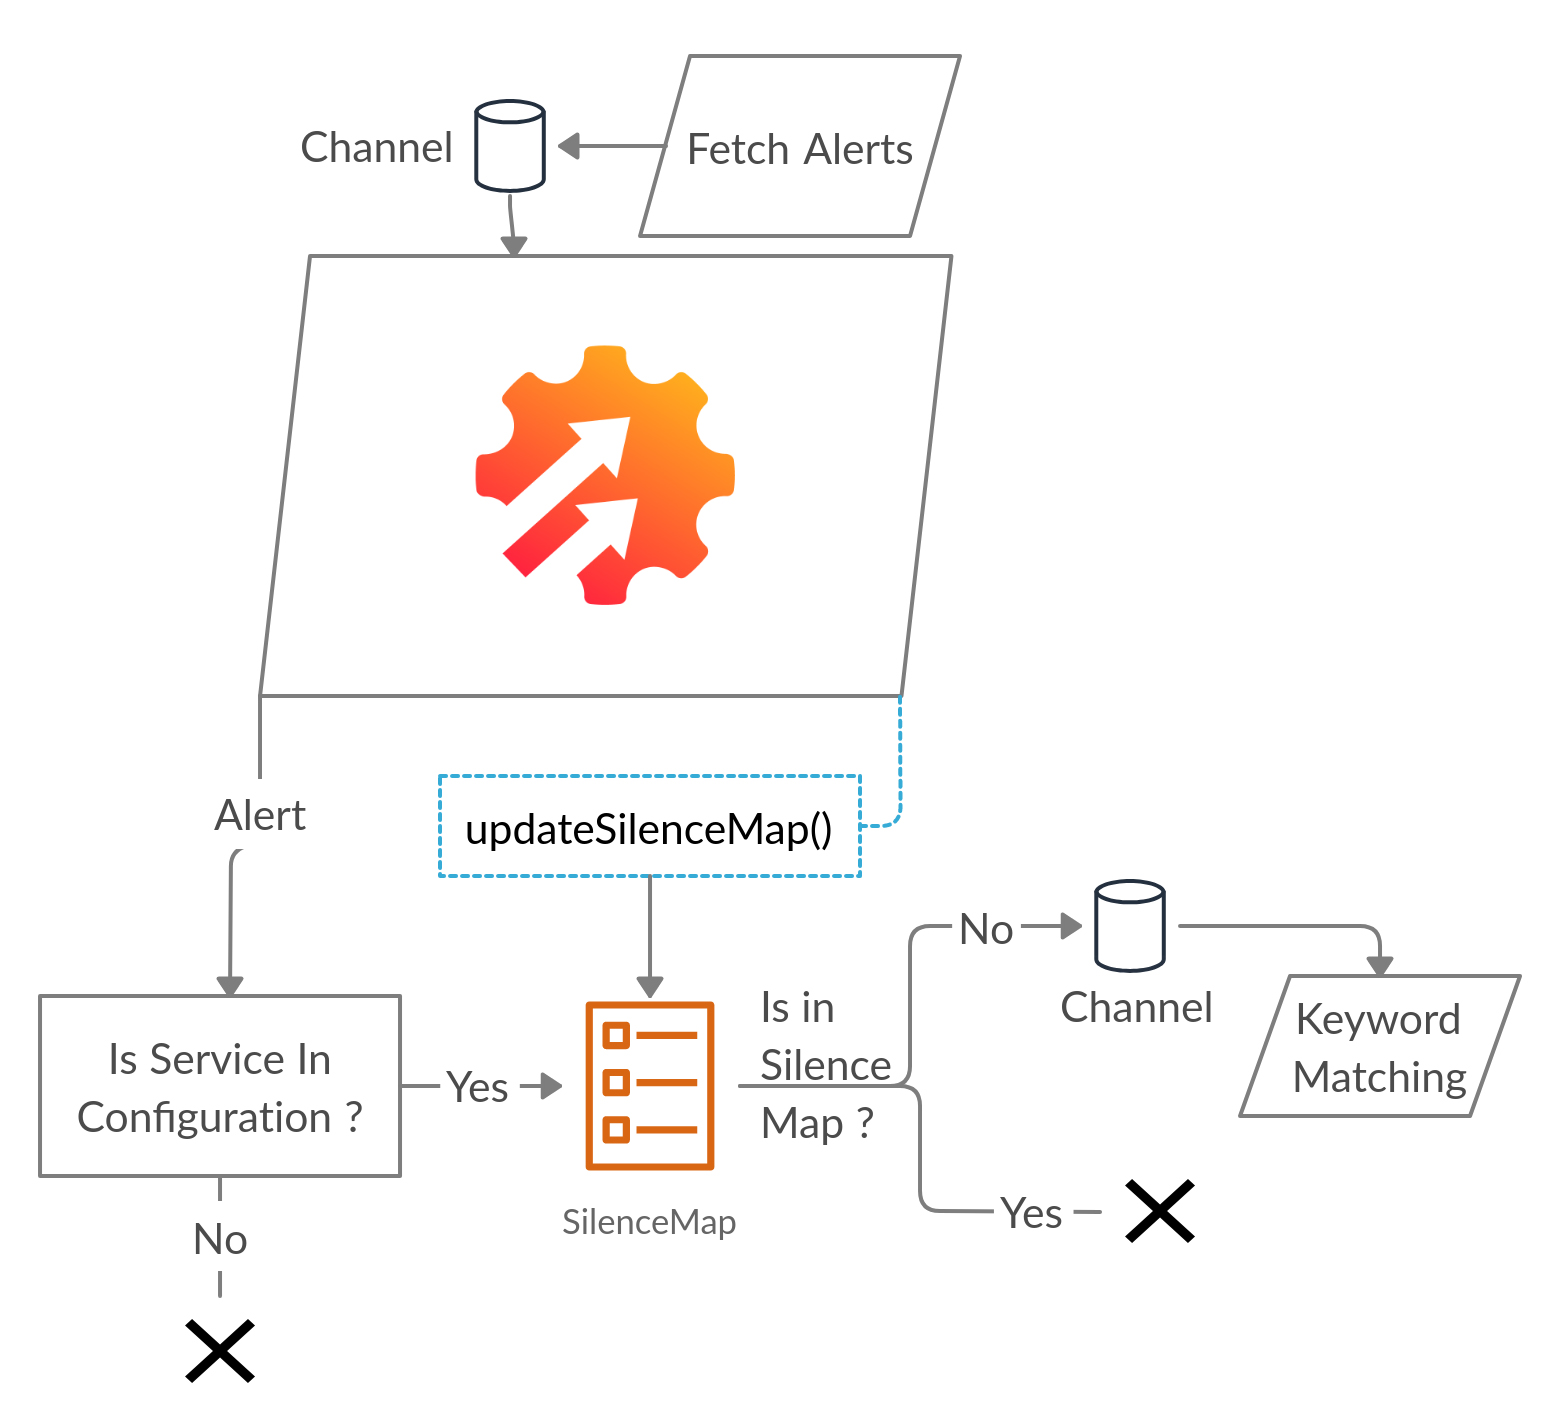 Channel
Fetch Alerts
Alert
updateSilenceMap()
No
Channel
Is in
Silence
Map ?
Keyword
Matching
Is Service In
Configuration ?
Yes
SilenceMap
Yes
No